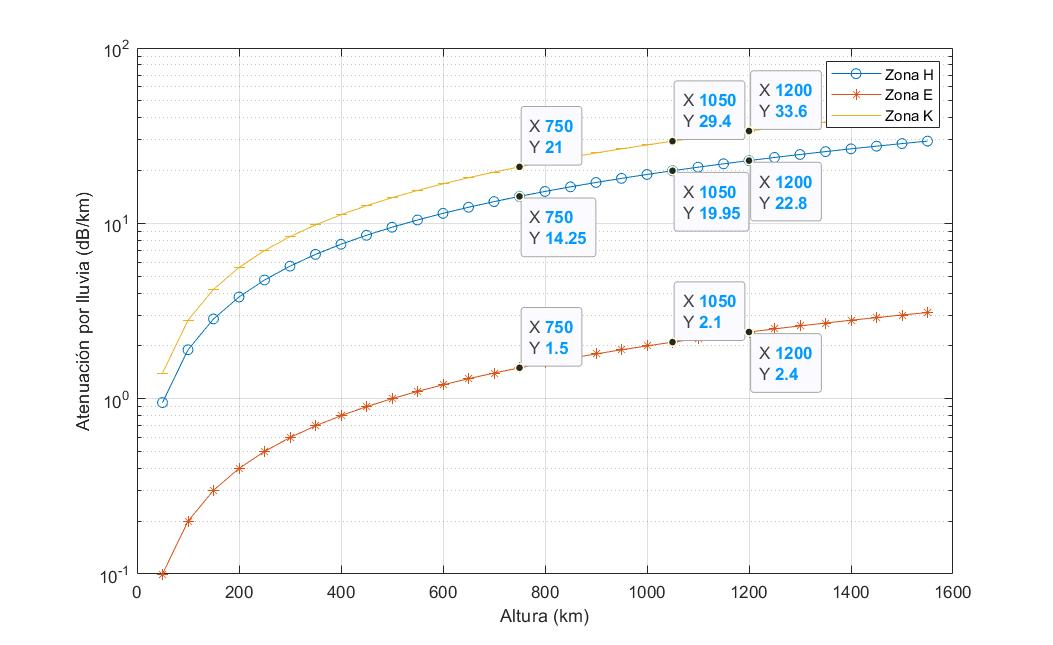 10^2
10^1
10^0
10^-1
Atenuación por lluvia (dB/km)
0
200
400
600
800
1000
1200
1400
1600
Altura (km)
Zona H
Zona E
Zona K
X 750
Y 21
X 1050
Y 29.4
X 1200
Y 33.6
X 750
Y 14.25
X 1050
Y 19.95
X 1200
Y 22.8
X 750
Y 1.5
X 1050
Y 2.1
X 1200
Y 2.4